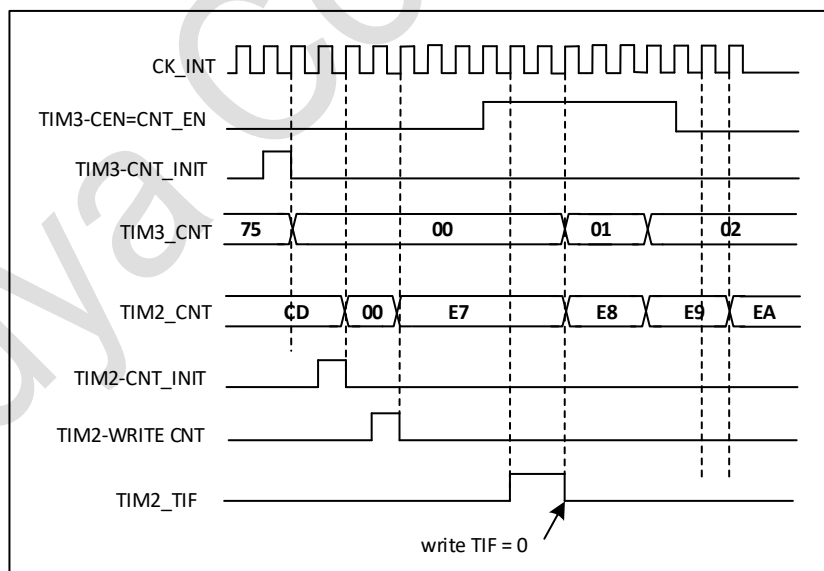 CK_INT
TIM3-CEN=CNT_EN
TIM3-CNT_INIT
TIM3_CNT 75 00 01 02
TIM2_CNT CD 00 E7 E8 E9 EA
TIM2-CNT_INIT
TIM2-WRITE CNT
TIM2_TIF
write TIF = 0